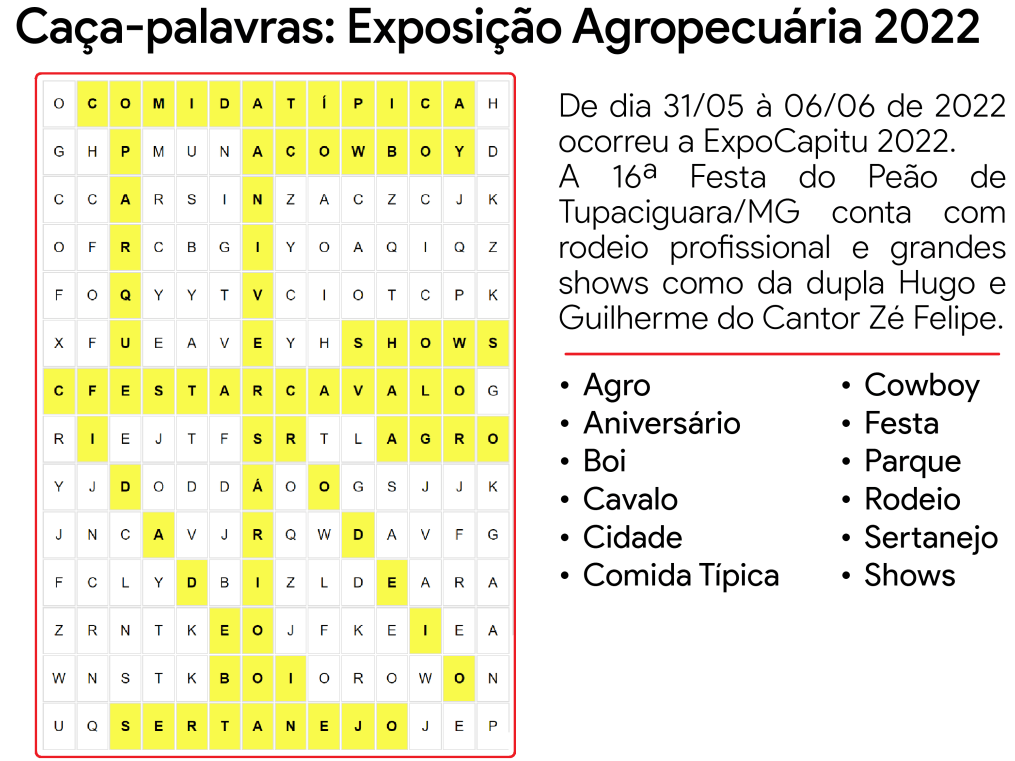 Caça-palavras: Exposição Agropecuária 2022
O C O M I D A T Í P I C A H
G H P M U N A C O W B O Y D
C C A R S I N Z A C Z C J K
O F R C B G I Y O A Q I Q Z
F O Q Y Y T V C I O T C P K
X F U E A V E Y H S H O W S
C F E S T A R C A V A L O G
R I E J T F S R T L A G R O
Y J D O D D Á O O G S J J K
J N C A V J R Q W D A V F G
F C L Y D B I Z L D E A R A
Z R N T K E O J F K E I E A
W N S T K B O I O R O W O N
U Q S E R T A N E J O J E P
De dia 31/05 à 06/06 de 2022
ocorreu a ExpoCapitu 2022.
A 16ª Festa do Peão de
Tupaciguara/MG conta com
rodeio profissional e grandes
shows como da dupla Hugo e
Guilherme do Cantor Zé Felipe.
• Agro
• Aniversário
• Boi
• Cavalo
• Cidade
• Comida Típica
• Cowboy
• Festa
• Parque
• Rodeio
• Sertanejo
• Shows